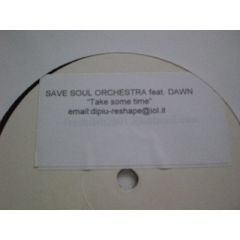 SAVE SOUL ORCHESTRA feat. DAWN
"Take some time"
email:dipiu-reshape@iol.it